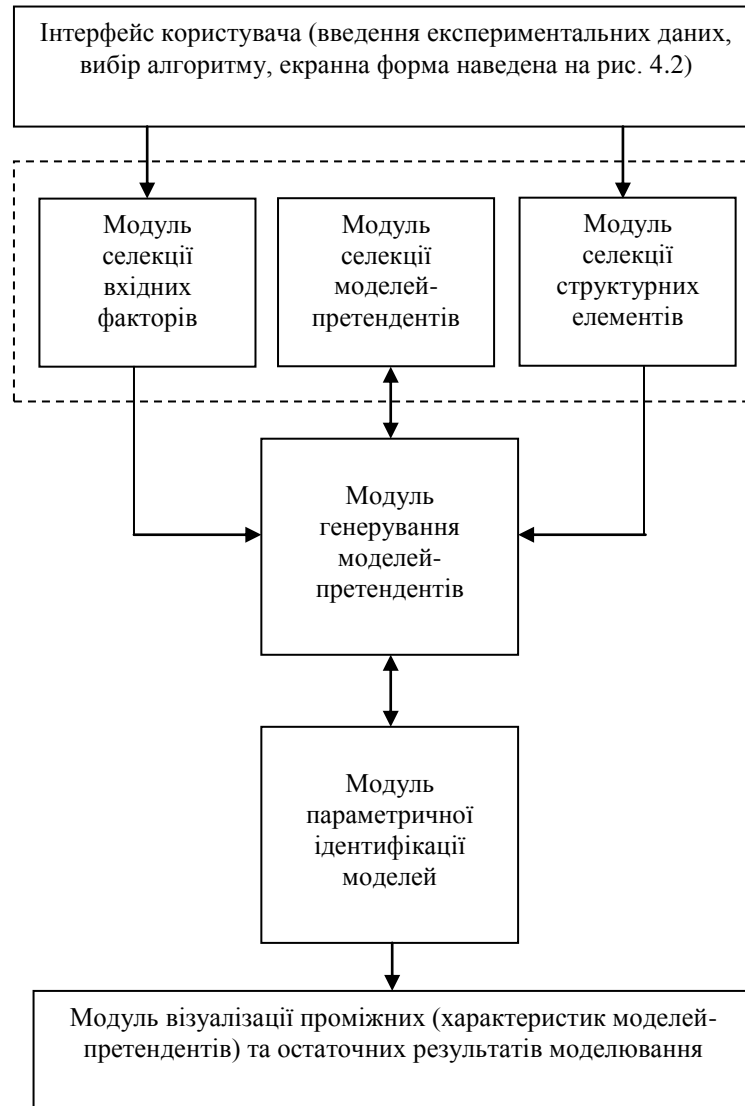 Інтерфейс користувача (введення експериментальних даних,
вибір алгоритму, екранна форма наведена на рис. 4.2)
Модуль
селекції
вхідних
факторів
Модуль
селекції
моделей-
претендентів
Модуль
селекції
структурних
елементів
Модуль
генерування
моделей-
претендентів
Модуль
параметричної
ідентифікації
моделей
Модуль візуалізації проміжних (характеристик моделей-
претендентів) та остаточних результатів моделювання